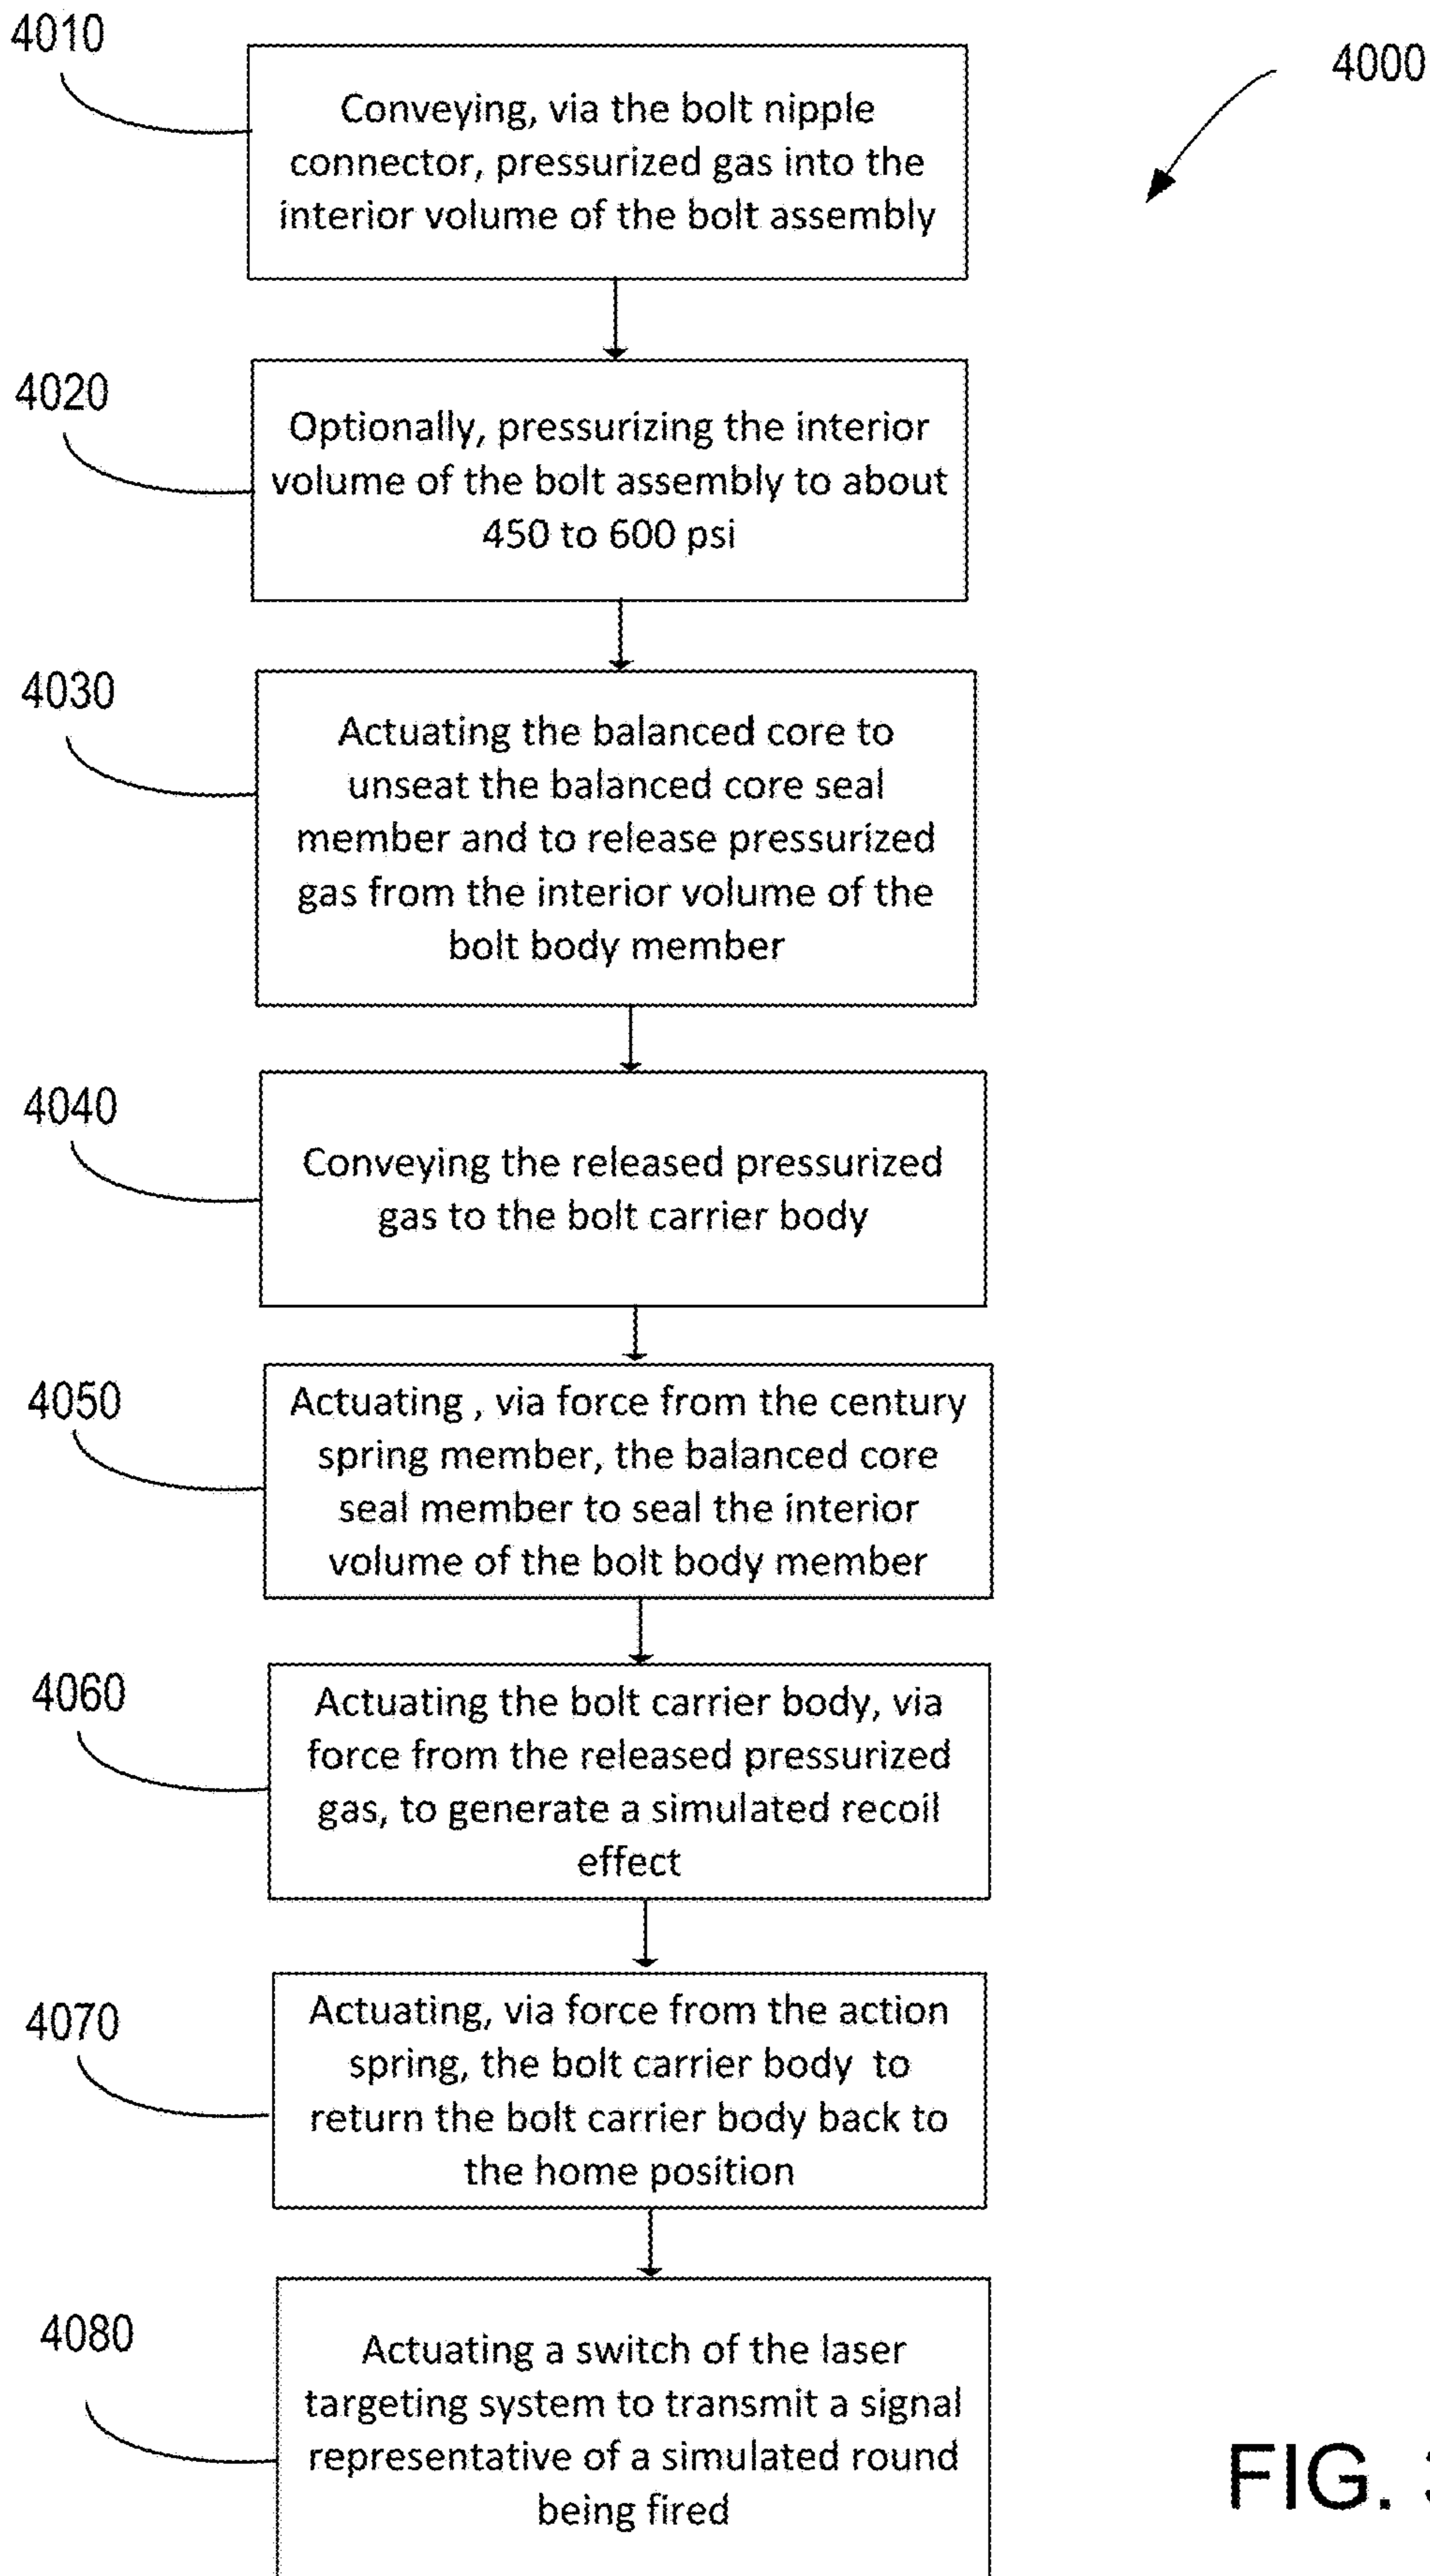 4010
4000
Conveying, via the bolt nipple
connector, pressurized gas into the
interior volume of the bolt assembly
4020
Optionally, pressurizing the interior
volume of the bolt assembly to about
450 to 600 psi
4030
Actuating the balanced core to
unseat the balanced core seal
member and to release pressurized
gas from the interior volume of the
bolt body member
4040
Conveying the released pressurized
gas to the bolt carrier body
4050
Actuating , via force from the century
spring member, the balanced core
seal member to seal the interior
volume of the bolt body member
4060
Actuating the bolt carrier body, via
force from the released pressurized
gas, to generate a simulated recoil
effect
4070
Actuating, via force from the action
spring, the bolt carrier body to
return the bolt carrier body back to
the home position
4080
Actuating a switch of the laser
targeting system to transmit a signal
representative of a simulated round
being fired
FIG.